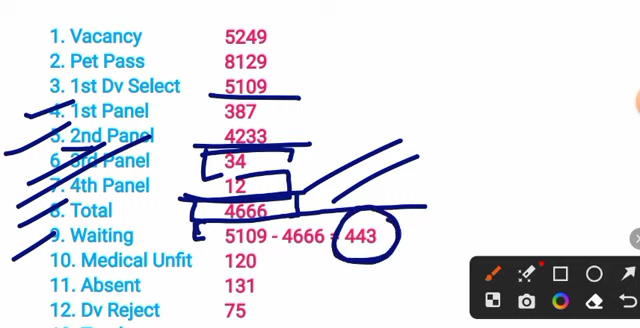 1. Vacancy 5249
2. Pet Pass 8129
3. 1st Dv Select 5109
4. 1st Panel 387
5. 2nd Panel 4233
6. 3rd Panel 34
7. 4th Panel 12
8. Total 4666
9. Waiting 5109 - 4666 = 443
10. Medical Unfit 120
11. Absent 131
12. Dv Reject 75